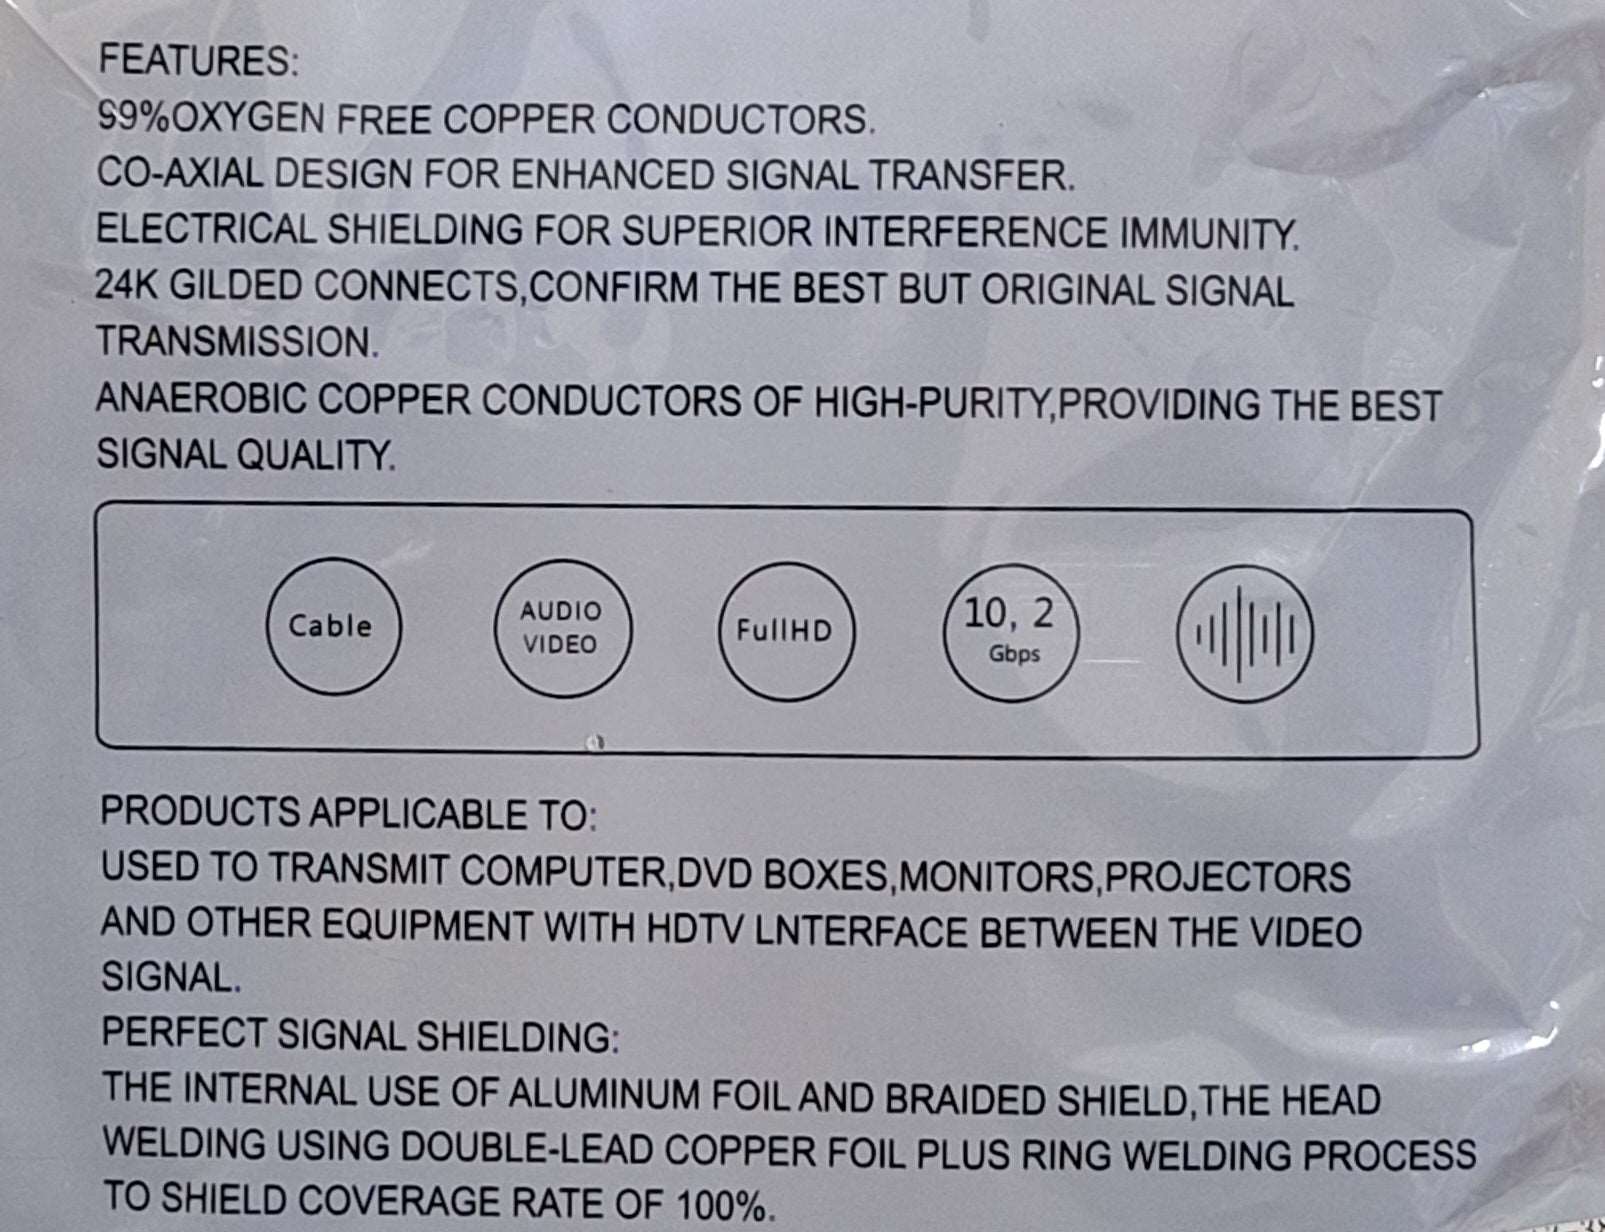 FEATURES:
99%OXYGEN FREE COPPER CONDUCTORS.
CO-AXIAL DESIGN FOR ENHANCED SIGNAL TRANSFER.
ELECTRICAL SHIELDING FOR SUPERIOR INTERFERENCE IMMUNITY.
24K GILDED CONNECTS,CONFIRM THE BEST BUT ORIGINAL SIGNAL
TRANSMISSION.
ANAEROBIC COPPER CONDUCTORS OF HIGH-PURITY,PROVIDING THE BEST
SIGNAL QUALITY.
Cable
AUDIO
VIDEO
FullHD
10, 2
Gbps
PRODUCTS APPLICABLE TO:
USED TO TRANSMIT COMPUTER,DVD BOXES,MONITORS,PROJECTORS
AND OTHER EQUIPMENT WITH HDTV LNTERFACE BETWEEN THE VIDEO
SIGNAL.
PERFECT SIGNAL SHIELDING:
THE INTERNAL USE OF ALUMINUM FOIL AND BRAIDED SHIELD,THE HEAD
WELDING USING DOUBLE-LEAD COPPER FOIL PLUS RING WELDING PROCESS
TO SHIELD COVERAGE RATE OF 100%.